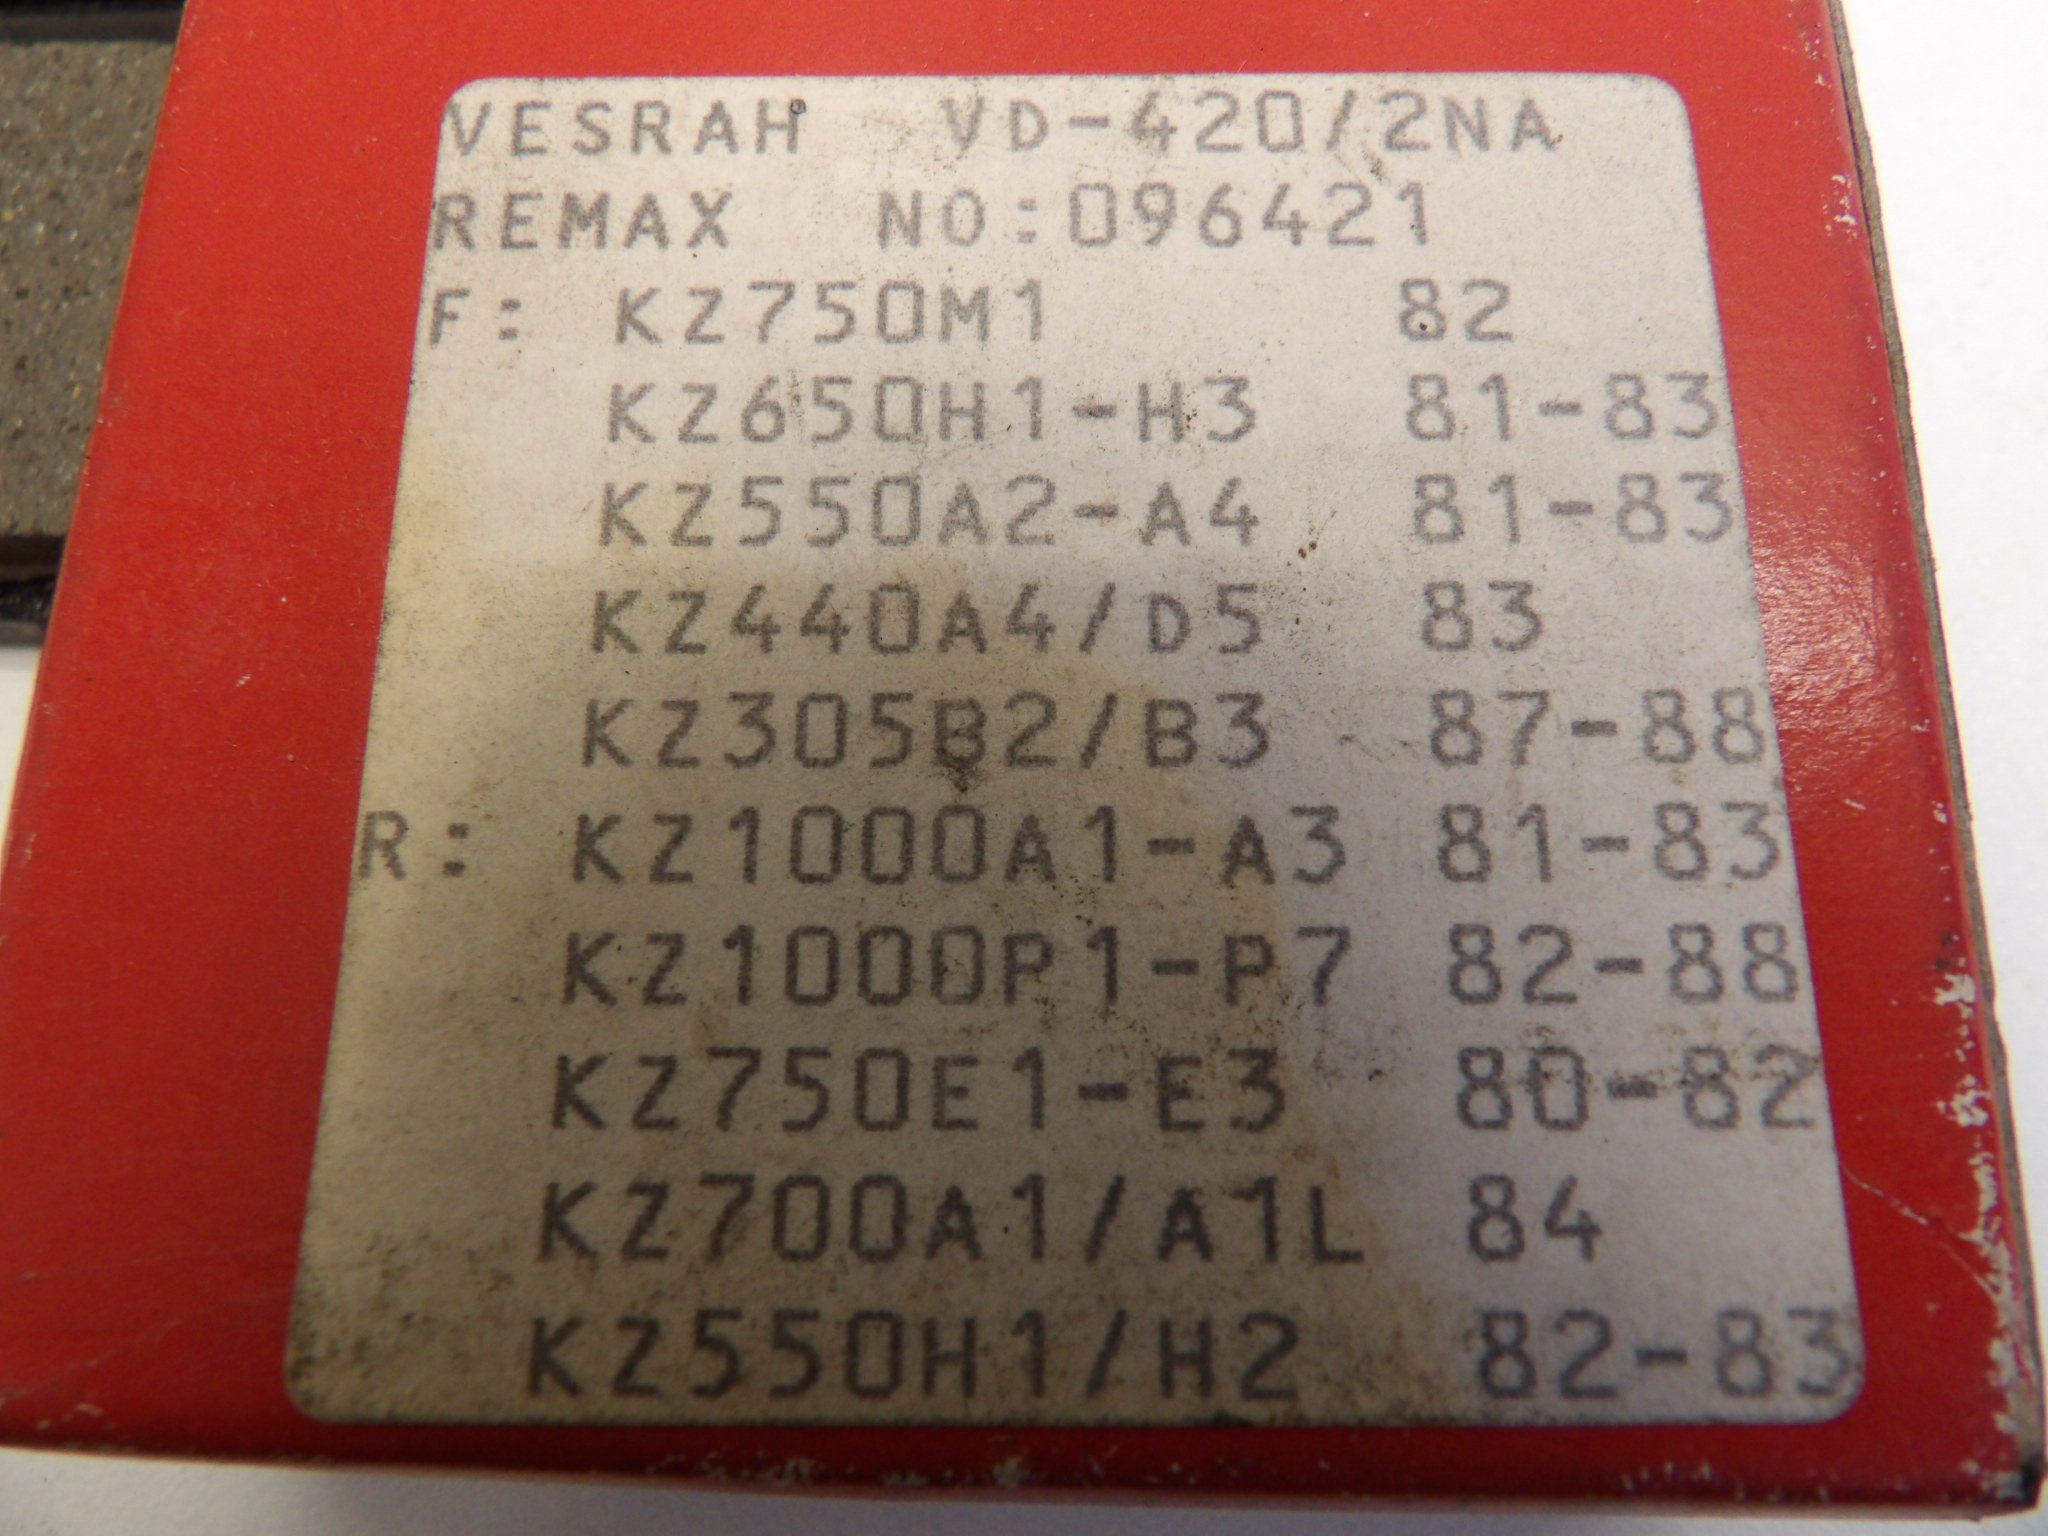 VESRAH VD-420/2NA
REMAX NO:096421
F: KZ750M1 82
KZ650H1-H3 81-83
KZ550A2-A4 81-83
KZ440A4/D5 83
KZ305B2/B3 87-88
R: KZ1000A1-A3 81-83
KZ1000P1-P7 82-88
KZ750E1-E3 80-82
KZ700A1/A1L 84
KZ550H1/H2 82-83